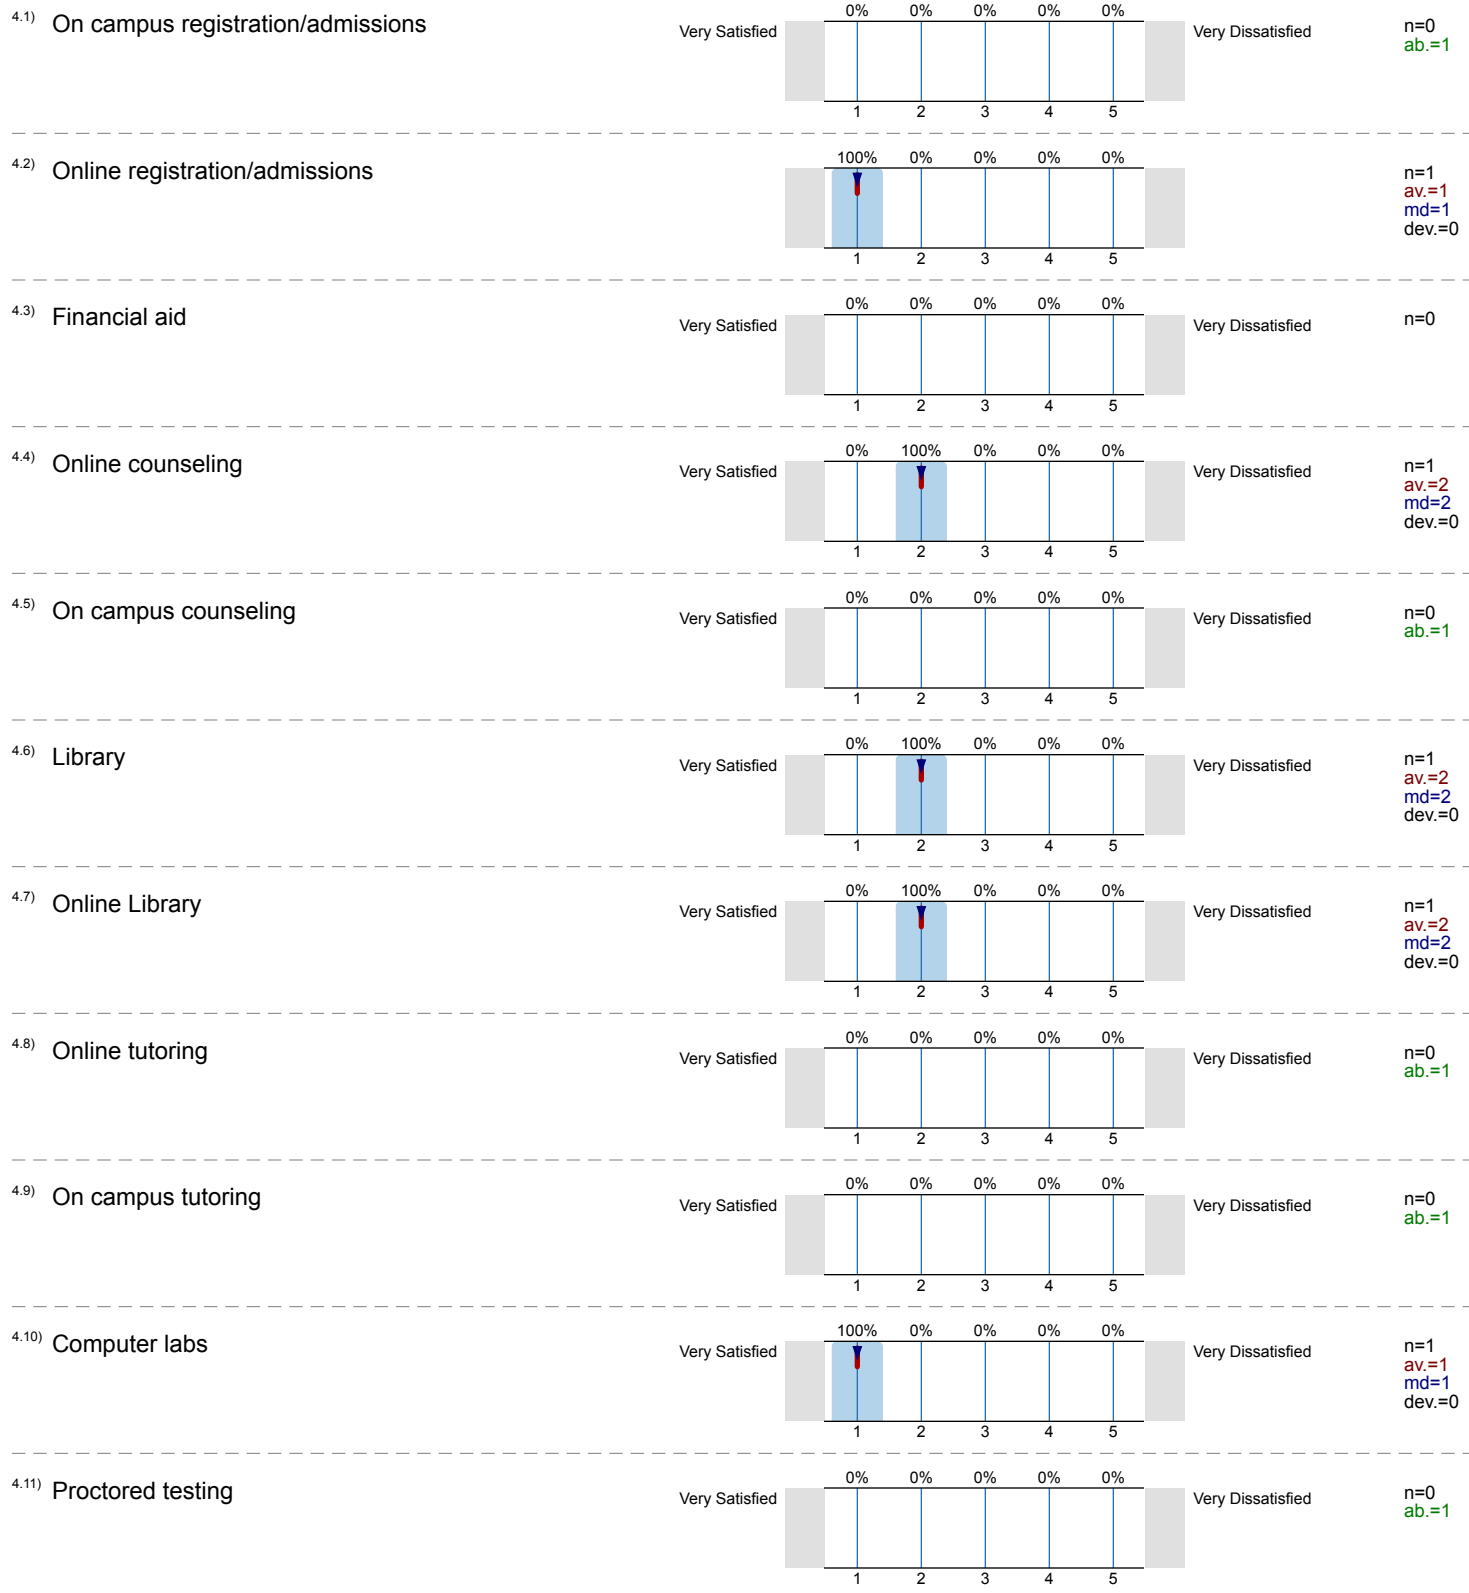 4.1) On campus registration/admissions
0% 0% 0% 0% 0%
Very Satisfied Very Dissatisfied n=0
ab.=1
1 2 3 4 5
4.2) Online registration/admissions
100% 0% 0% 0% 0%
n=1
av.=1
md=1
dev.=0
1 2 3 4 5
4.3) Financial aid
0% 0% 0% 0% 0%
Very Satisfied Very Dissatisfied n=0
1 2 3 4 5
4.4) Online counseling
0% 100% 0% 0% 0%
Very Satisfied Very Dissatisfied n=1
av.=2
md=2
dev.=0
1 2 3 4 5
4.5) On campus counseling
0% 0% 0% 0% 0%
Very Satisfied Very Dissatisfied n=0
ab.=1
1 2 3 4 5
4.6) Library
0% 100% 0% 0% 0%
Very Satisfied Very Dissatisfied n=1
av.=2
md=2
dev.=0
1 2 3 4 5
4.7) Online Library
0% 100% 0% 0% 0%
Very Satisfied Very Dissatisfied n=1
av.=2
md=2
dev.=0
1 2 3 4 5
4.8) Online tutoring
0% 0% 0% 0% 0%
Very Satisfied Very Dissatisfied n=0
ab.=1
1 2 3 4 5
4.9) On campus tutoring
0% 0% 0% 0% 0%
Very Satisfied Very Dissatisfied n=0
ab.=1
1 2 3 4 5
4.10) Computer labs
100% 0% 0% 0% 0%
Very Satisfied Very Dissatisfied n=1
av.=1
md=1
dev.=0
1 2 3 4 5
4.11) Proctored testing
0% 0% 0% 0% 0%
Very Satisfied Very Dissatisfied n=0
ab.=1
1 2 3 4 5